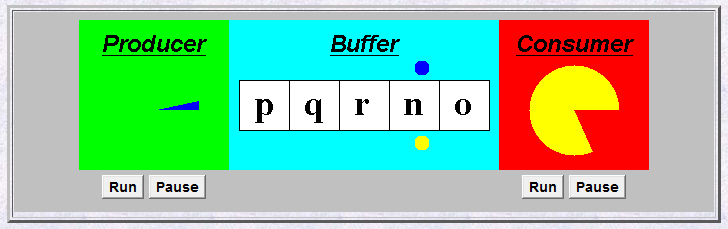 Producer Buffer Consumer
p q r n o
Run Pause Run Pause